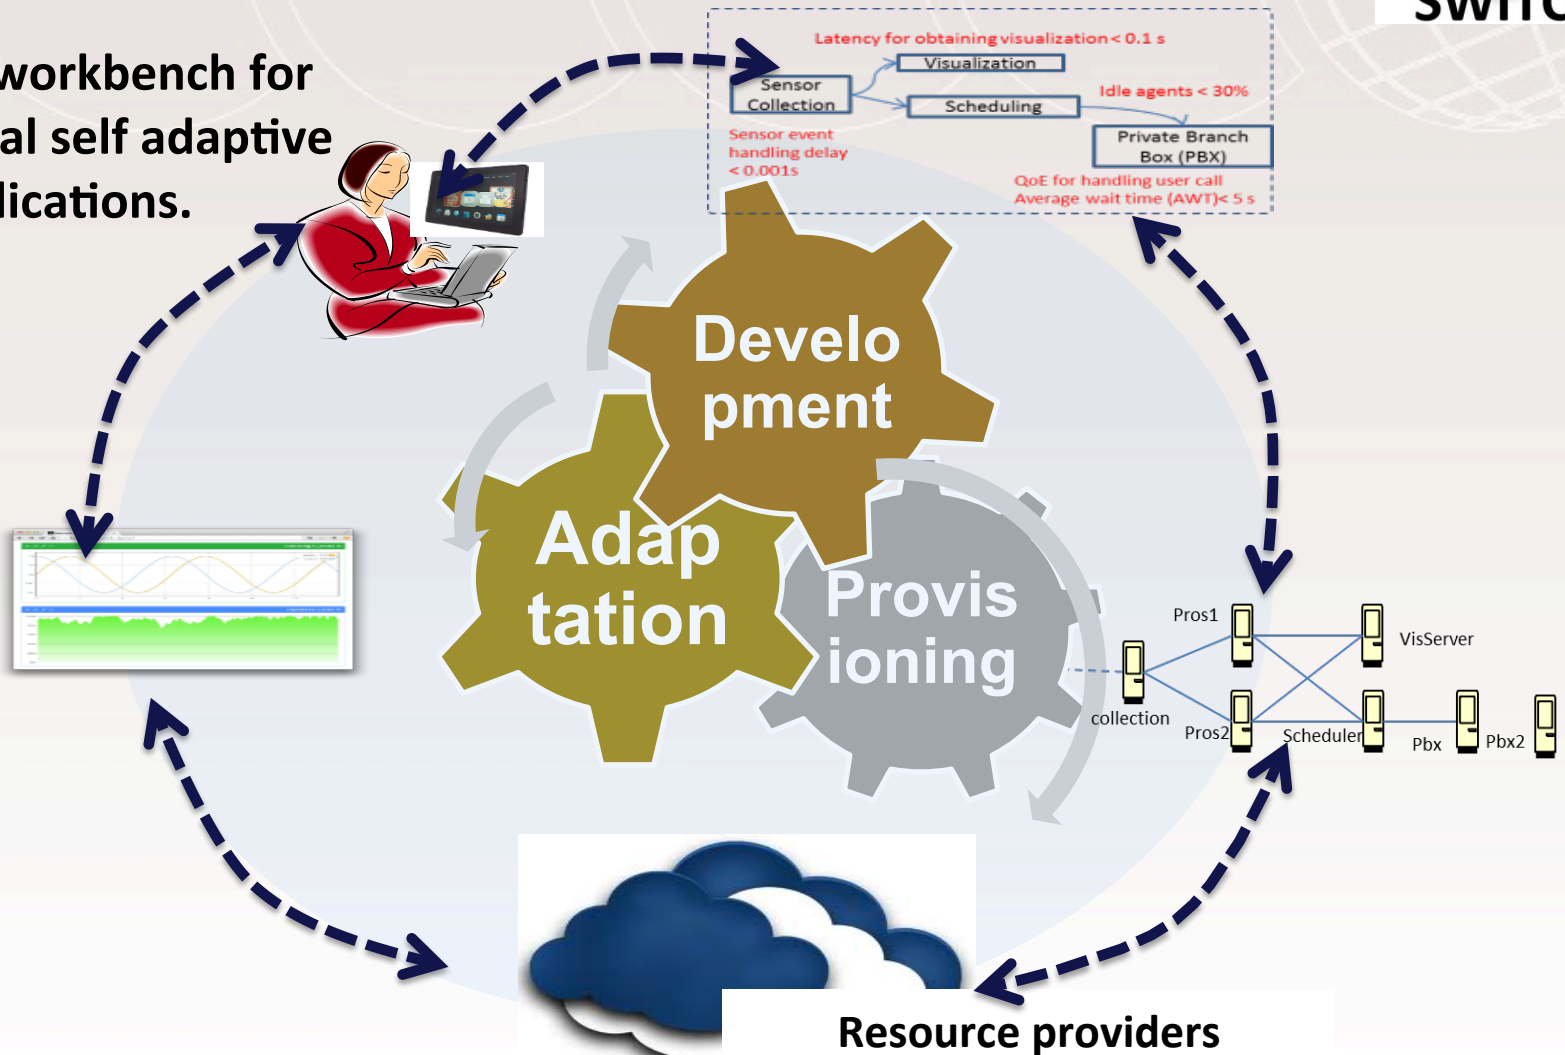 workbench for
al self adaptive
lications.
SWITC
Latency for obtaining visualization< 0.1 s
Visualization
Sensor
Collection
Scheduling
Idle agents < 30%
Private Branch
Box (PBX)
Sensor event
handling delay
< 0.001s
QoE for handling user call
Average wait time (AWT)< 5 s
Develo
pment
Adap
tation
Provis
ioning
Pros1
VisServer
collection
Pros2
Scheduler
Pbx
Pbx2
Resource providers